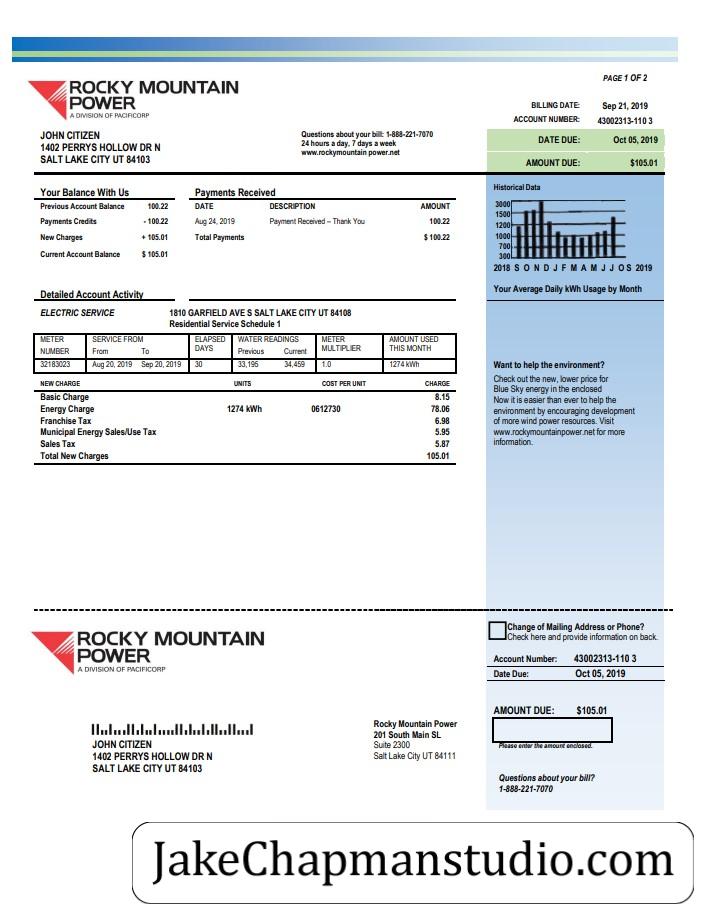 PAGE 1 OF 2
ROCKY MOUNTAIN
POWER
A DIVISION OF PACIFICORP
BILLING DATE: Sep 21, 2019
ACCOUNT NUMBER: 43002313-110 3
DATE DUE: Oct 05, 2019
AMOUNT DUE: $105.01
JOHN CITIZEN
1402 PERRYS HOLLOW DR N
SALT LAKE CITY UT 84103
Questions about your bill: 1-888-221-7070
24 hours a day, 7 days a week
www.rockymountain power.net
Your Balance With Us
Previous Account Balance 100.22
Payments Credits - 100.22
New Charges + 105.01
Current Account Balance $ 105.01
Payments Received
DATE DESCRIPTION AMOUNT
Aug 24, 2019 Payment Received – Thank You 100.22
Total Payments $ 100.22
Historical Data
3000
1500
1200
1000
700
300
2018 S O N D J F M A M J J O S 2019
Your Average Daily kWh Usage by Month
Detailed Account Activity
ELECTRIC SERVICE 1810 GARFIELD AVE S SALT LAKE CITY UT 84108
Residential Service Schedule 1
METER SERVICE FROM ELAPSED WATER READINGS METER AMOUNT USED
NUMBER From To DAYS Previous Current MULTIPLIER THIS MONTH
32183023 Aug 20, 2019 Sep 20, 2019 30 33,195 34,459 1.0 1274 kWh
NEW CHARGE UNITS COST PER UNIT CHARGE
Basic Charge 8.15
Energy Charge 1274 kWh 0612730 78.06
Franchise Tax 6.98
Municipal Energy Sales/Use Tax 5.95
Sales Tax 5.87
Total New Charges 105.01
Want to help the environment?
Check out the new, lower price for
Blue Sky energy in the enclosed
Now it is easier than ever to help the
environment by encouraging development
of more wind power resources. Visit
www.rockymountainpower.net for more
information.
ROCKY MOUNTAIN
POWER
A DIVISION OF PACIFICORP
Change of Mailing Address or Phone?
Check here and provide information on back.
Account Number: 43002313-110 3
Date Due: Oct 05, 2019
AMOUNT DUE: $105.01
Please enter the amount enclosed.
Questions about your bill?
1-888-221-7070
JOHN CITIZEN
1402 PERRYS HOLLOW DR N
SALT LAKE CITY UT 84103
Rocky Mountain Power
201 South Main SL
Suite 2300
Salt Lake City UT 84111
JakeChapmanstudio.com